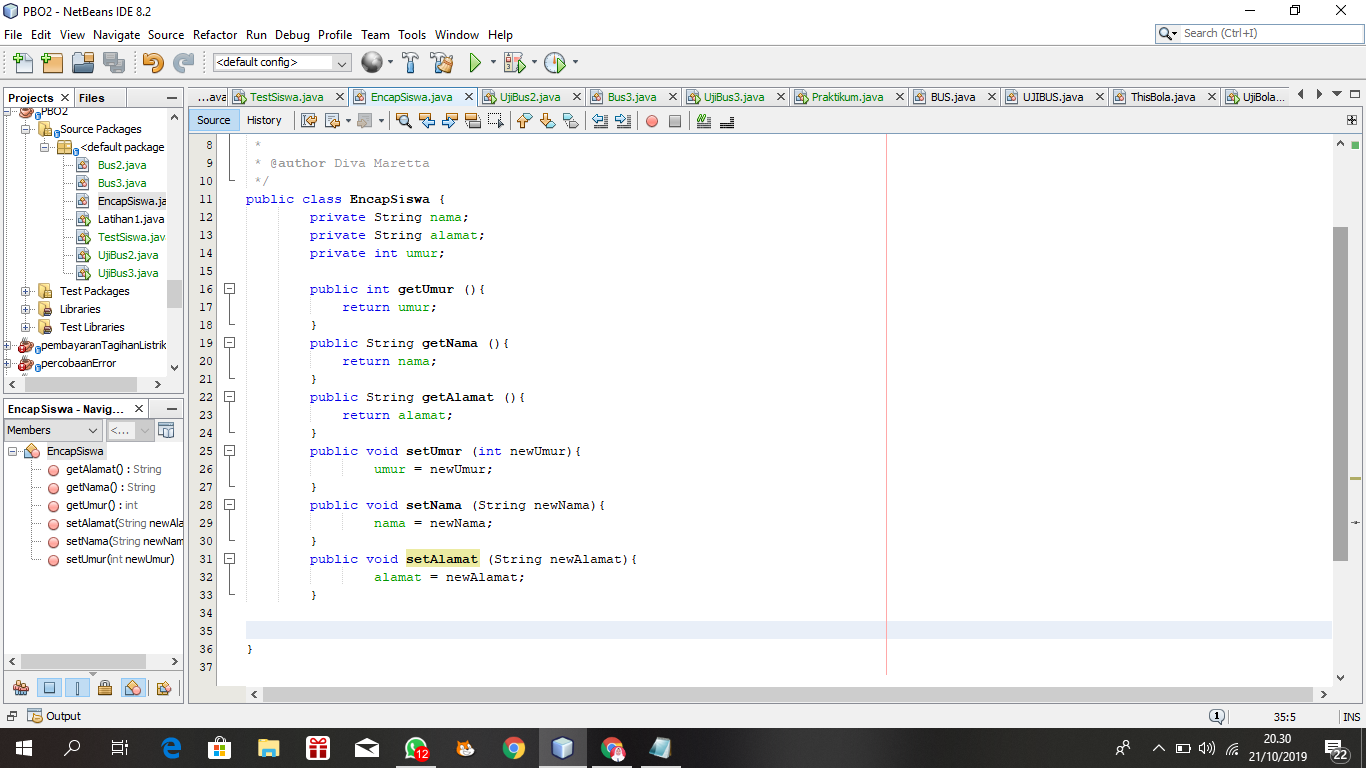 PBO2 - NetBeans IDE 8.2
File Edit View Navigate Source Refactor Run Debug Profile Team Tools Window Help
Search (Ctrl+I)
<default config>
Projects Files
...ava TestSiswa.java EncapSiswa.java UjiBus2.java Bus3.java UjiBus3.java Praktikum.java BUS.java UJIBUS.java ThisBola.java UjiBola...
Source History
PBO2
Source Packages
<default package
Bus2.java
Bus3.java
EncapSiswa.ja
Latihan1.java
TestSiswa.jav
UjiBus2.java
UjiBus3.java
Test Packages
Libraries
Test Libraries
pembayaranTagihanListrik
percobaanError
EncapSiswa - Navig...
Members <...
EncapSiswa
getAlamat() : String
getNama() : String
getUmur() : int
setAlamat(String newAla
setNama(String newNam
setUmur(int newUmur)
8 *
9 * @author Diva Maretta
10 */
11 public class EncapSiswa {
12 private String nama;
13 private String alamat;
14 private int umur;
15
16 public int getUmur (){
17 return umur;
18 }
19 public String getNama (){
20 return nama;
21 }
22 public String getAlamat (){
23 return alamat;
24 }
25 public void setUmur (int newUmur){
26 umur = newUmur;
27 }
28 public void setNama (String newNama){
29 nama = newNama;
30 }
31 public void setAlamat (String newAlamat){
32 alamat = newAlamat;
33 }
34
35
36 }
37
Output
1 35:5 INS
12
20.30
21/10/2019
22